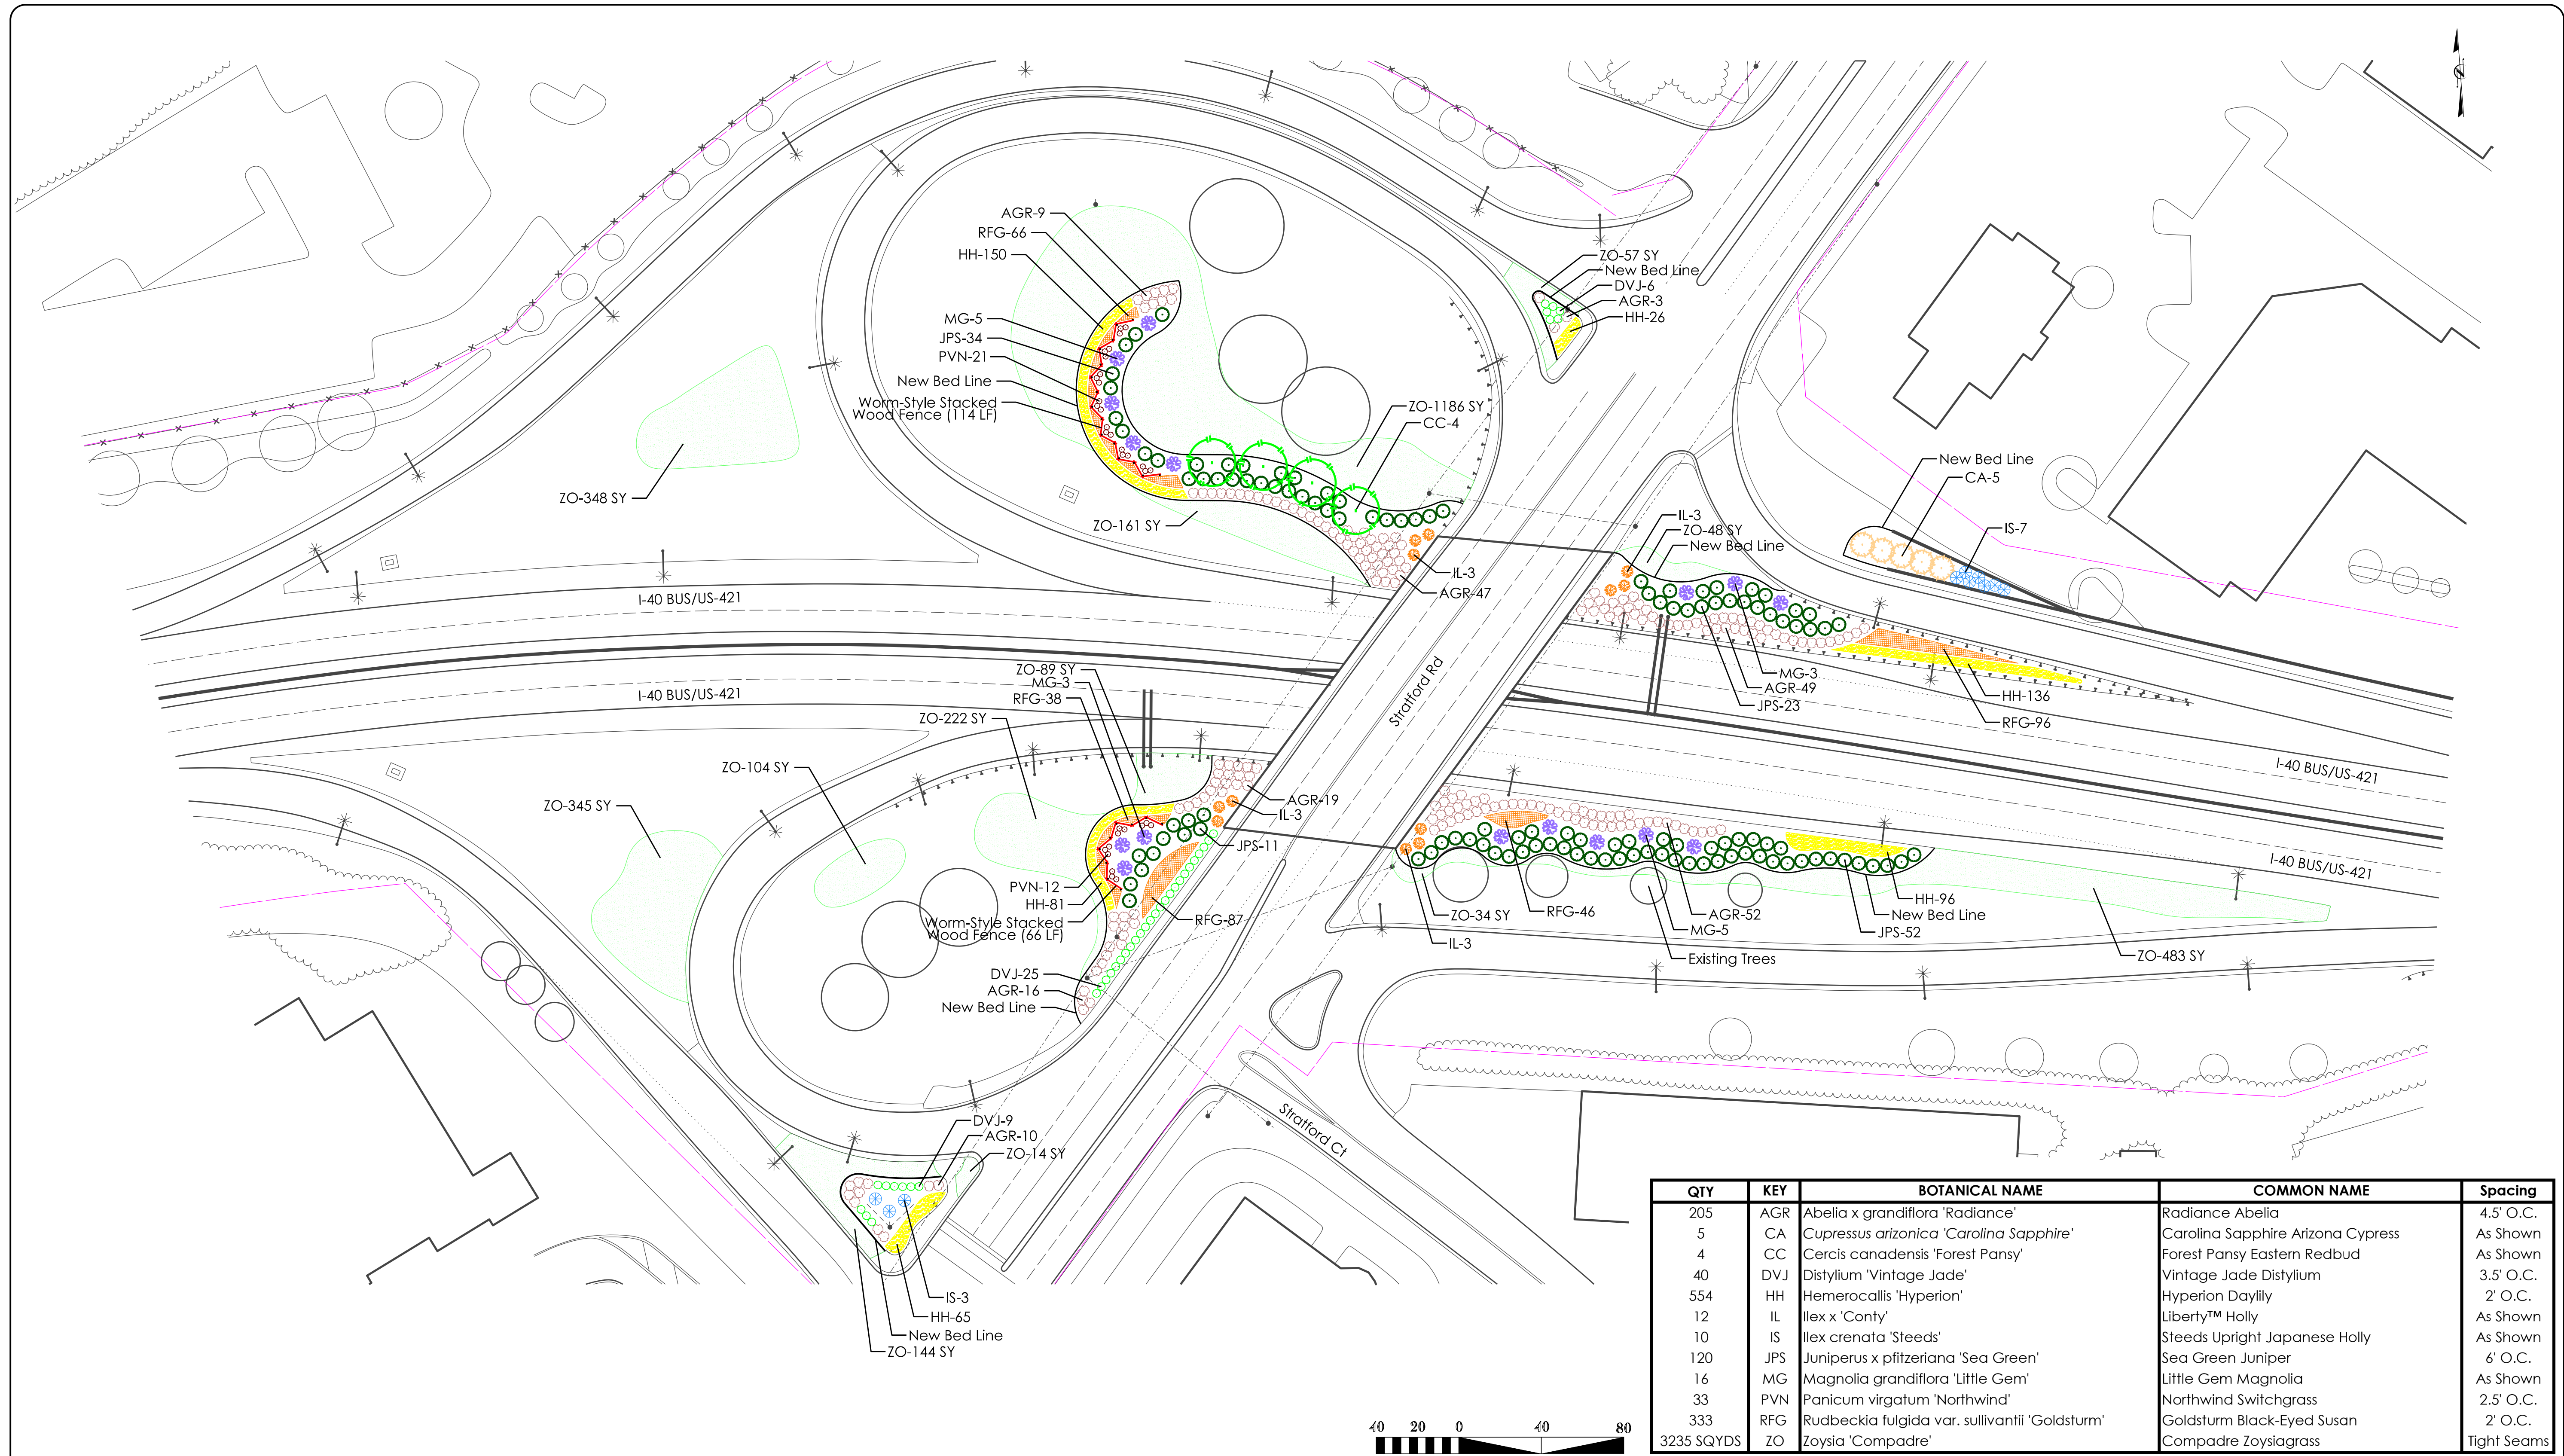 N
AGR-9
RFG-66
HH-150
MG-5
JPS-34
PVN-21
New Bed Line
Worm-Style Stacked
Wood Fence (114 LF)
ZO-57 SY
New Bed Line
DVJ-6
AGR-3
HH-26
ZO-348 SY
ZO-161 SY
ZO-1186 SY
CC-4
IL-3
AGR-47
New Bed Line
CA-5
IS-7
IL-3
ZO-48 SY
New Bed Line
MG-3
AGR-49
JPS-23
HH-136
RFG-96
I-40 BUS/US-421
I-40 BUS/US-421
Stratford Rd
I-40 BUS/US-421
I-40 BUS/US-421
ZO-89 SY
MG-3
RFG-38
ZO-222 SY
ZO-104 SY
ZO-345 SY
AGR-19
IL-3
JPS-11
PVN-12
HH-81
Worm-Style Stacked
Wood Fence (66 LF)
RFG-87
DVJ-25
AGR-16
New Bed Line
ZO-34 SY
IL-3
RFG-46
AGR-52
MG-5
Existing Trees
HH-96
New Bed Line
JPS-52
ZO-483 SY
Stratford Ct
DVJ-9
AGR-10
ZO-14 SY
IS-3
HH-65
New Bed Line
ZO-144 SY
40 20 0 40 80
QTY KEY BOTANICAL NAME COMMON NAME Spacing
205 AGR Abelia x grandiflora 'Radiance' Radiance Abelia 4.5' O.C.
5 CA Cupressus arizonica 'Carolina Sapphire' Carolina Sapphire Arizona Cypress As Shown
4 CC Cercis canadensis 'Forest Pansy' Forest Pansy Eastern Redbud As Shown
40 DVJ Distylium 'Vintage Jade' Vintage Jade Distylium 3.5' O.C.
554 HH Hemerocallis 'Hyperion' Hyperion Daylily 2' O.C.
12 IL Ilex x 'Conty' Liberty™ Holly As Shown
10 IS Ilex crenata 'Steeds' Steeds Upright Japanese Holly As Shown
120 JPS Juniperus x pfitzeriana 'Sea Green' Sea Green Juniper 6' O.C.
16 MG Magnolia grandiflora 'Little Gem' Little Gem Magnolia As Shown
33 PVN Panicum virgatum 'Northwind' Northwind Switchgrass 2.5' O.C.
333 RFG Rudbeckia fulgida var. sullivantii 'Goldsturm' Goldsturm Black-Eyed Susan 2' O.C.
3235 SQYDS ZO Zoysia 'Compadre' Compadre Zoysiagrass Tight Seams